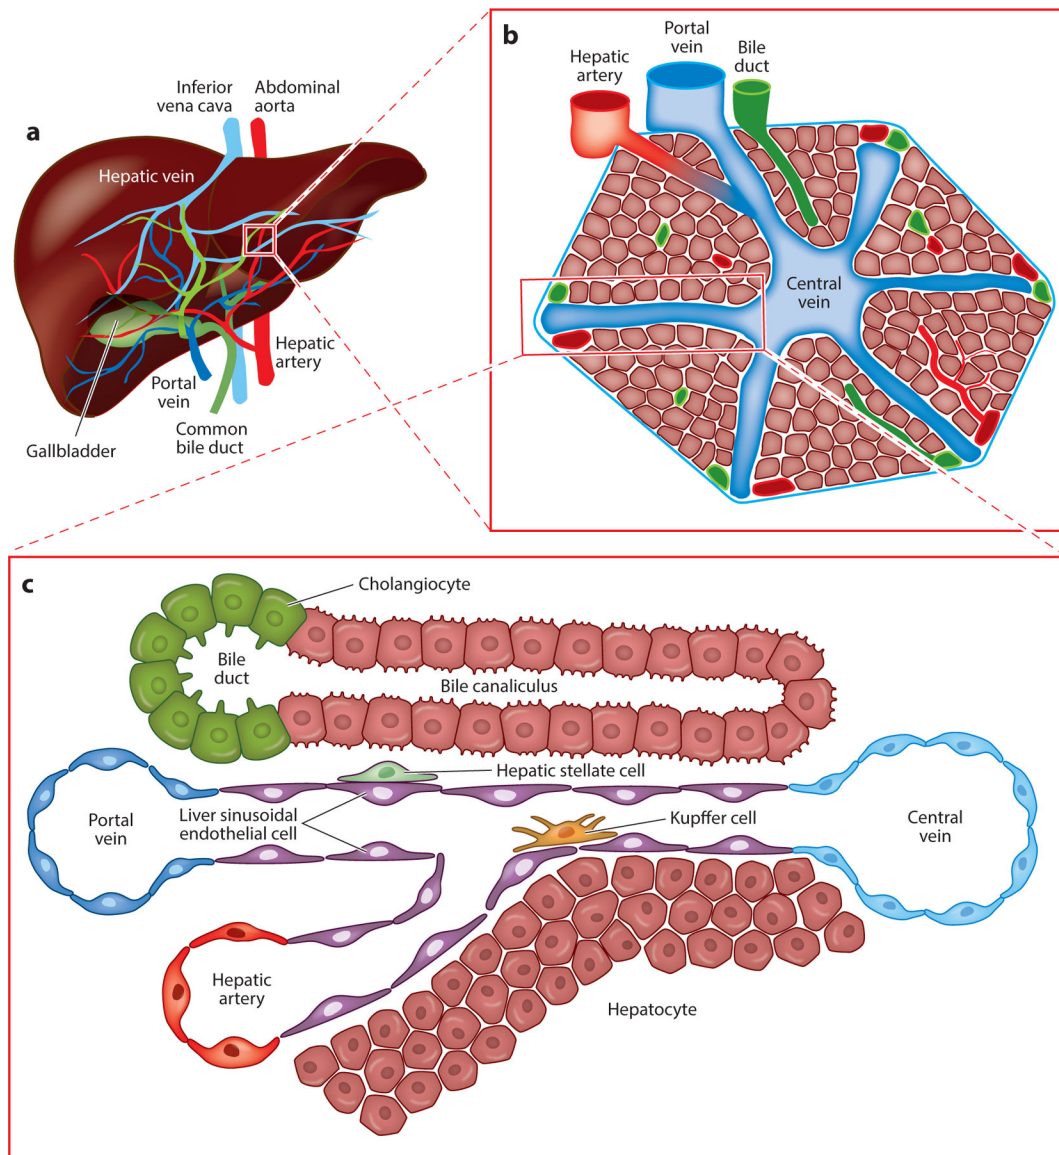 a
Inferior
vena cava
Abdominal
aorta
Hepatic vein
Hepatic
artery
Portal
vein
Common
bile duct
Gallbladder
b
Hepatic
artery
Portal
vein
Bile
duct
Central
vein
c
Cholangiocyte
Bile
duct
Bile canaliculus
Hepatic stellate cell
Portal
vein
Liver sinusoidal
endothelial cell
Kupffer cell
Central
vein
Hepatic
artery
Hepatocyte